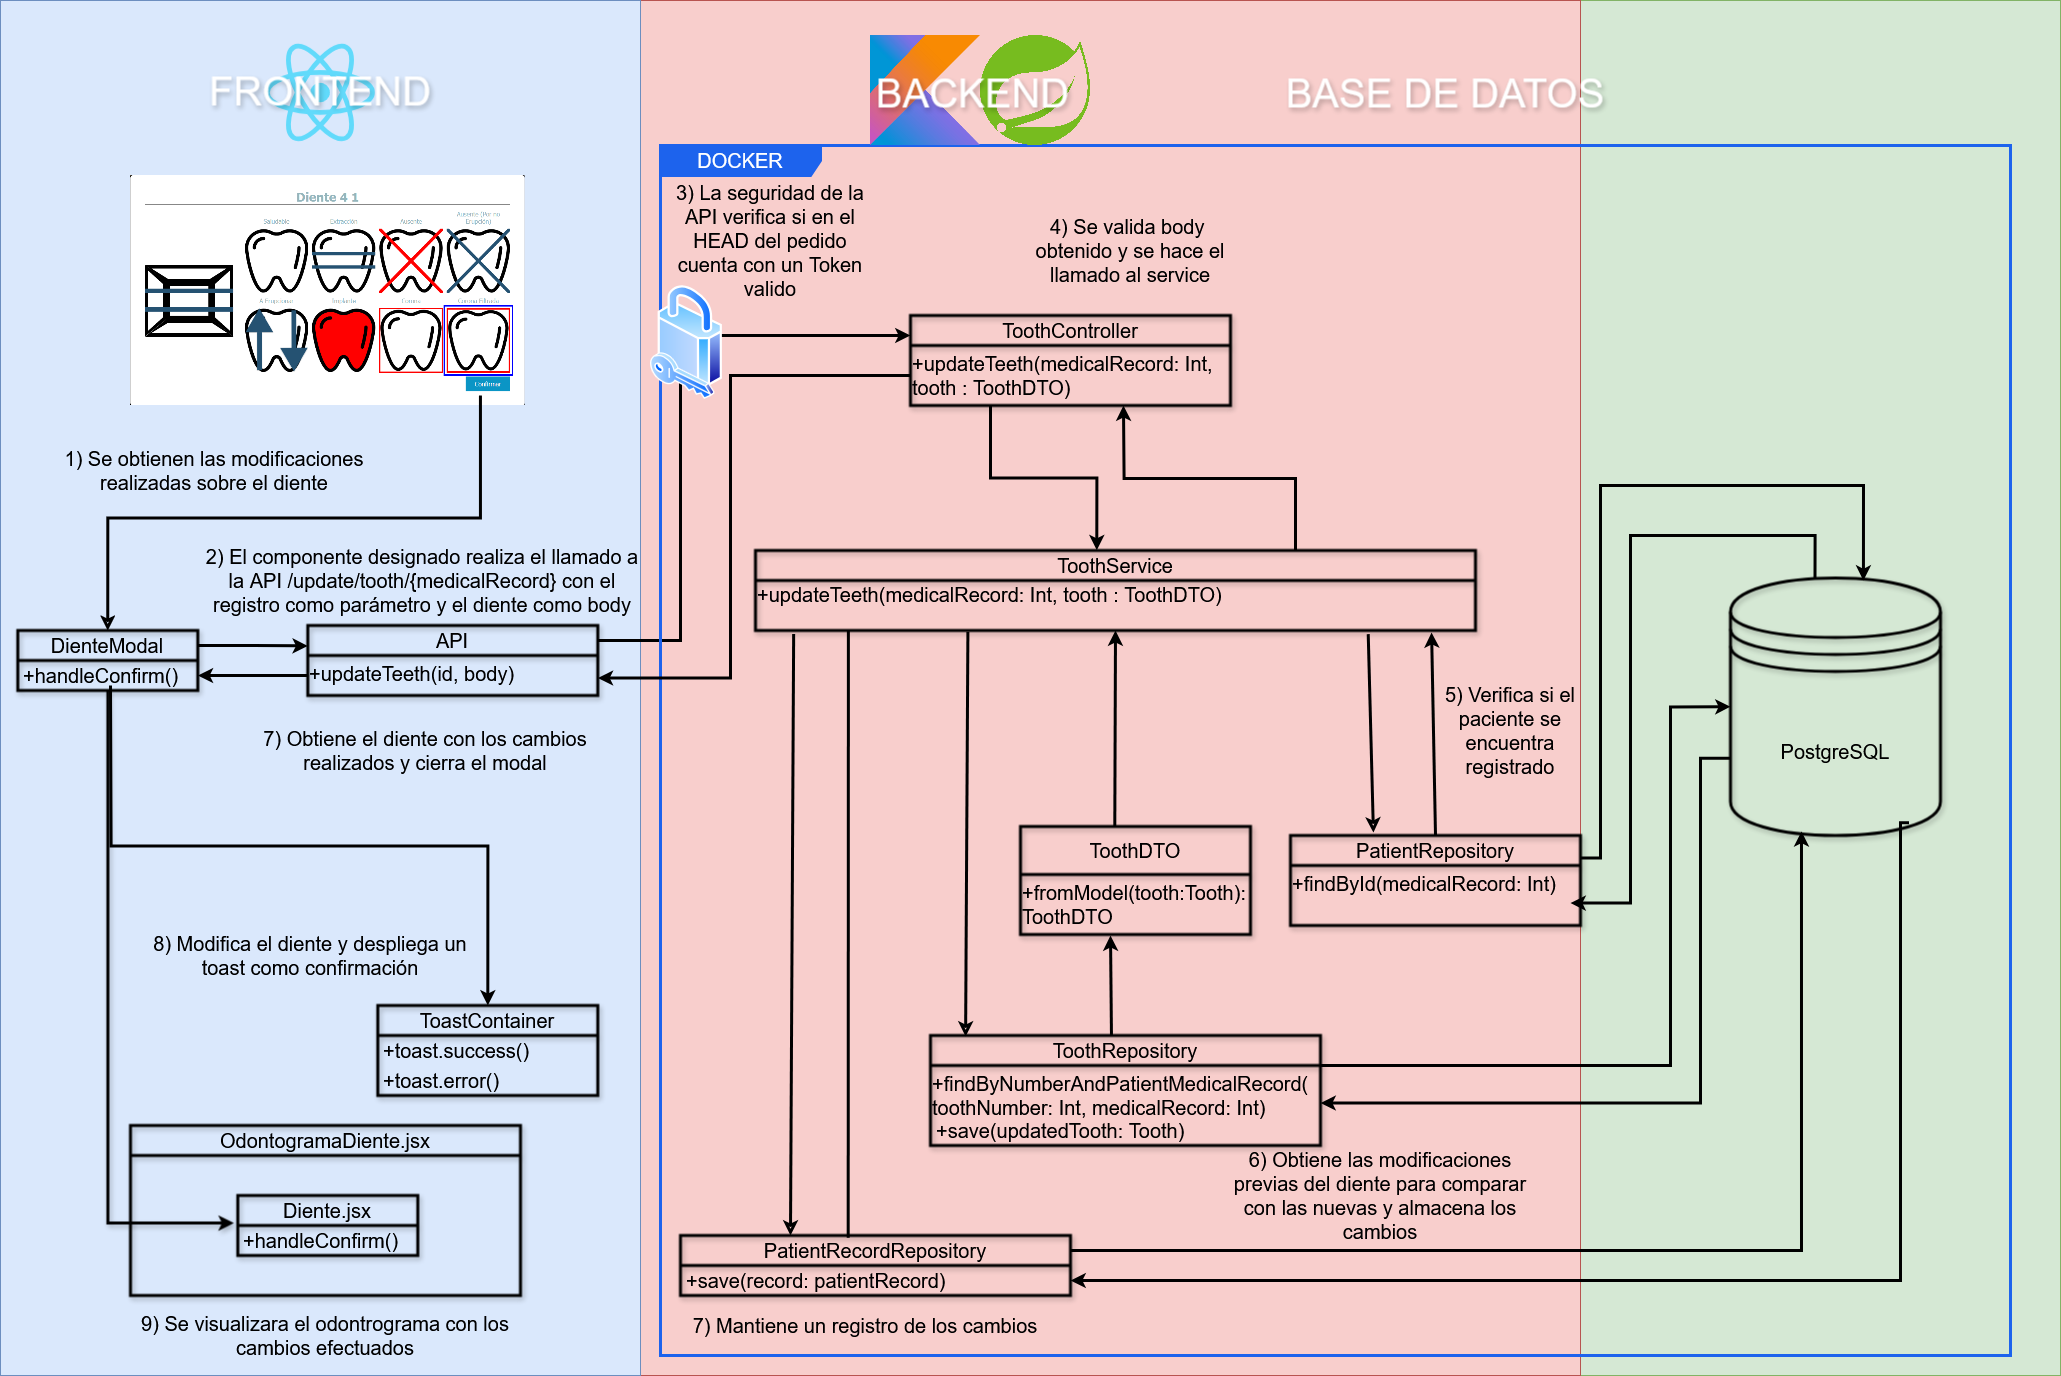 FRONTEND
BACKEND
BASE DE DATOS
DOCKER
Diente 4 1
Saludable
Extracción
Ausente
Ausente (Por no
Erupción)
A Erupcionar
Implante
Corona
Corona Filtrada
Confirmar
1) Se obtienen las modificaciones
realizadas sobre el diente
2) El componente designado realiza el llamado a
la API /update/tooth/{medicalRecord} con el
registro como parámetro y el diente como body
DienteModal
+handleConfirm()
API
+updateTeeth(id, body)
7) Obtiene el diente con los cambios
realizados y cierra el modal
8) Modifica el diente y despliega un
toast como confirmación
ToastContainer
+toast.success()
+toast.error()
OdontogramaDiente.jsx
Diente.jsx
+handleConfirm()
9) Se visualizara el odontrograma con los
cambios efectuados
3) La seguridad de la
API verifica si en el
HEAD del pedido
cuenta con un Token
valido
4) Se valida body
obtenido y se hace el
llamado al service
ToothController
+updateTeeth(medicalRecord: Int,
tooth : ToothDTO)
ToothService
+updateTeeth(medicalRecord: Int, tooth : ToothDTO)
5) Verifica si el
paciente se
encuentra
registrado
ToothDTO
+fromModel(tooth:Tooth):
ToothDTO
PatientRepository
+findById(medicalRecord: Int)
ToothRepository
+findByNumberAndPatientMedicalRecord(
toothNumber: Int, medicalRecord: Int)
+save(updatedTooth: Tooth)
6) Obtiene las modificaciones
previas del diente para comparar
con las nuevas y almacena los
cambios
PatientRecordRepository
+save(record: patientRecord)
7) Mantiene un registro de los cambios
PostgreSQL